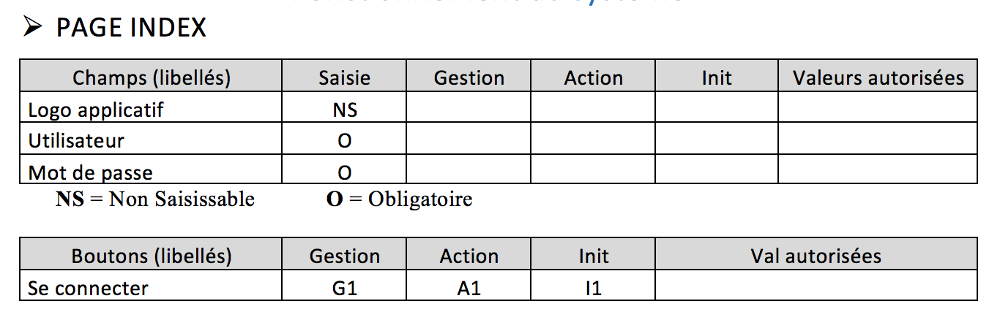 ➢ PAGE INDEX
Champs (libellés) Saisie Gestion Action Init Valeurs autorisées
Logo applicatif NS
Utilisateur O
Mot de passe O
NS = Non Saisissable O = Obligatoire
Boutons (libellés) Gestion Action Init Val autorisées
Se connecter G1 A1 I1